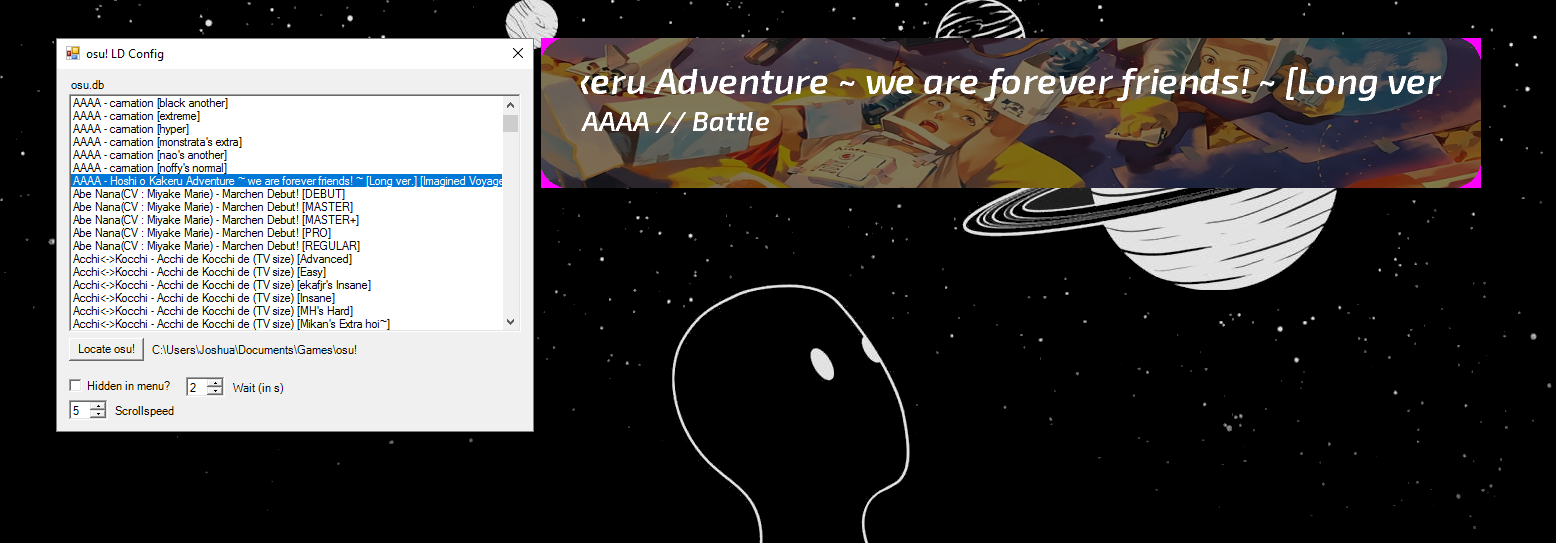 osu! LD Config
osu.db
AAAA - carnation [black another]
AAAA - carnation [extreme]
AAAA - carnation [hyper]
AAAA - carnation [monstrata's extra]
AAAA - carnation [nao's another]
AAAA - carnation [noffy's normal]
AAAA - Hoshi o Kakeru Adventure ~ we are forever friends! ~ [Long ver.] [Imagined Voyage
Abe Nana(CV : Miyake Marie) - Marchen Debut! [DEBUT]
Abe Nana(CV : Miyake Marie) - Marchen Debut! [MASTER]
Abe Nana(CV : Miyake Marie) - Marchen Debut! [MASTER+]
Abe Nana(CV : Miyake Marie) - Marchen Debut! [PRO]
Abe Nana(CV : Miyake Marie) - Marchen Debut! [REGULAR]
Acchi<->Kocchi - Acchi de Kocchi de (TV size) [Advanced]
Acchi<->Kocchi - Acchi de Kocchi de (TV size) [Easy]
Acchi<->Kocchi - Acchi de Kocchi de (TV size) [ekafjr's Insane]
Acchi<->Kocchi - Acchi de Kocchi de (TV size) [Insane]
Acchi<->Kocchi - Acchi de Kocchi de (TV size) [MH's Hard]
Acchi<->Kocchi - Acchi de Kocchi de (TV size) [Mikan's Extra hoi~]
Locate osu! C:\Users\Joshua\Documents\Games\osu!
Hidden in menu? 2 Wait (in s)
5 Scrollspeed
keru Adventure ~ we are forever friends! ~ [Long ver
AAAA // Battle